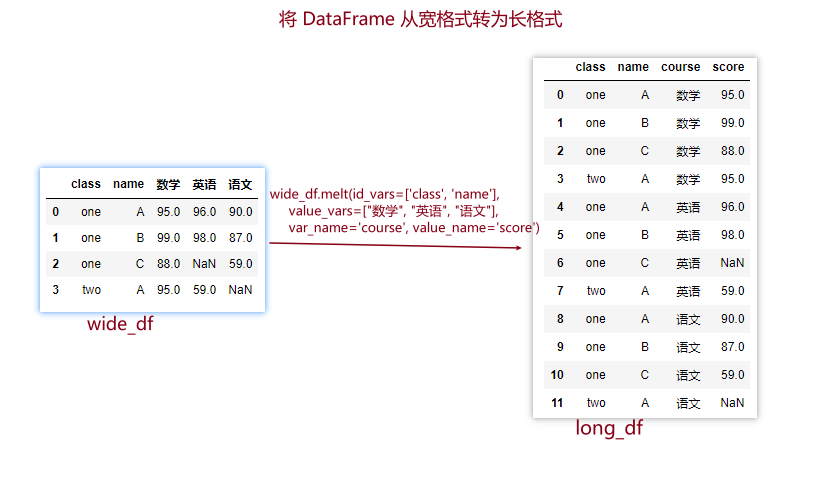 将 DataFrame 从宽格式转为长格式
class name 数学 英语 语文
0 one A 95.0 96.0 90.0
1 one B 99.0 98.0 87.0
2 one C 88.0 NaN 59.0
3 two A 95.0 59.0 NaN
wide_df
wide_df.melt(id_vars=['class', 'name'],
value_vars=["数学", "英语", "语文"],
var_name='course', value_name='score')
class name course score
0 one A 数学 95.0
1 one B 数学 99.0
2 one C 数学 88.0
3 two A 数学 95.0
4 one A 英语 96.0
5 one B 英语 98.0
6 one C 英语 NaN
7 two A 英语 59.0
8 one A 语文 90.0
9 one B 语文 87.0
10 one C 语文 59.0
11 two A 语文 NaN
long_df